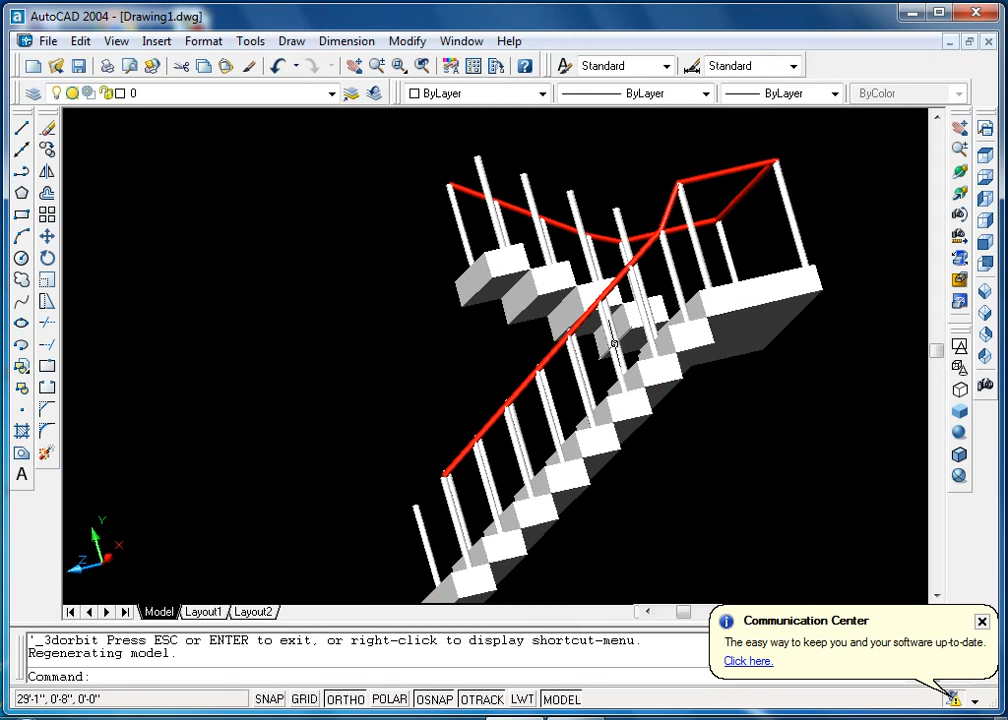 AutoCAD 2004 - [Drawing1.dwg]
File Edit View Insert Format Tools Draw Dimension Modify Window Help
Standard Standard
0 ByLayer ByLayer ByLayer ByColor
A
Y
X
Z
Model Layout1 Layout2
'_3dorbit Press ESC or ENTER to exit, or right-click to display shortcut-menu.
Regenerating model.
Command:
Communication Center
The easy way to keep you and your software up-to-date.
Click here.
29'-1", 0'-8", 0'-0" SNAP GRID ORTHO POLAR OSNAP OTRACK LWT MODEL